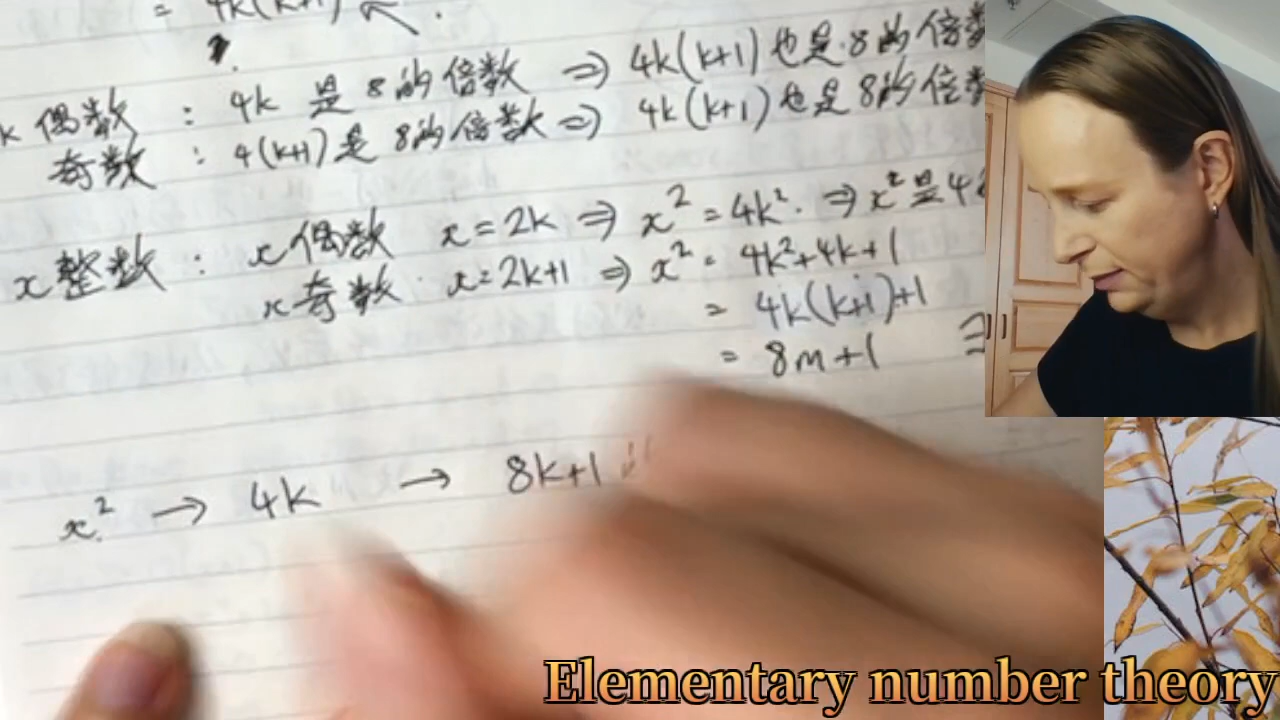 = 4k(k+1)
k 偶数 : 4k 是 8的倍数 ⇒ 4k(k+1) 也是 8的倍数
奇数 : 4(k+1) 是 8的倍数 ⇒ 4k(k+1) 也是 8的倍数
x 整数 : x 偶数 x = 2k ⇒ x² = 4k². ⇒ x² 是 4
x 奇数 x = 2k+1 ⇒ x² = 4k²+4k+1
= 4k(k+1)+1
= 8m+1
x² → 4k → 8k+1
Elementary number theory